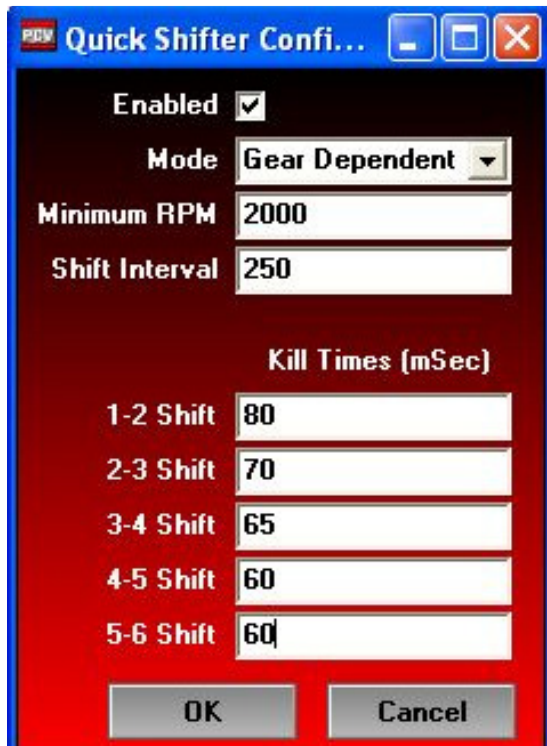 PCV Quick Shifter Confi...
Enabled
Mode Gear Dependent
Minimum RPM 2000
Shift Interval 250
Kill Times (mSec)
1-2 Shift 80
2-3 Shift 70
3-4 Shift 65
4-5 Shift 60
5-6 Shift 60
OK Cancel